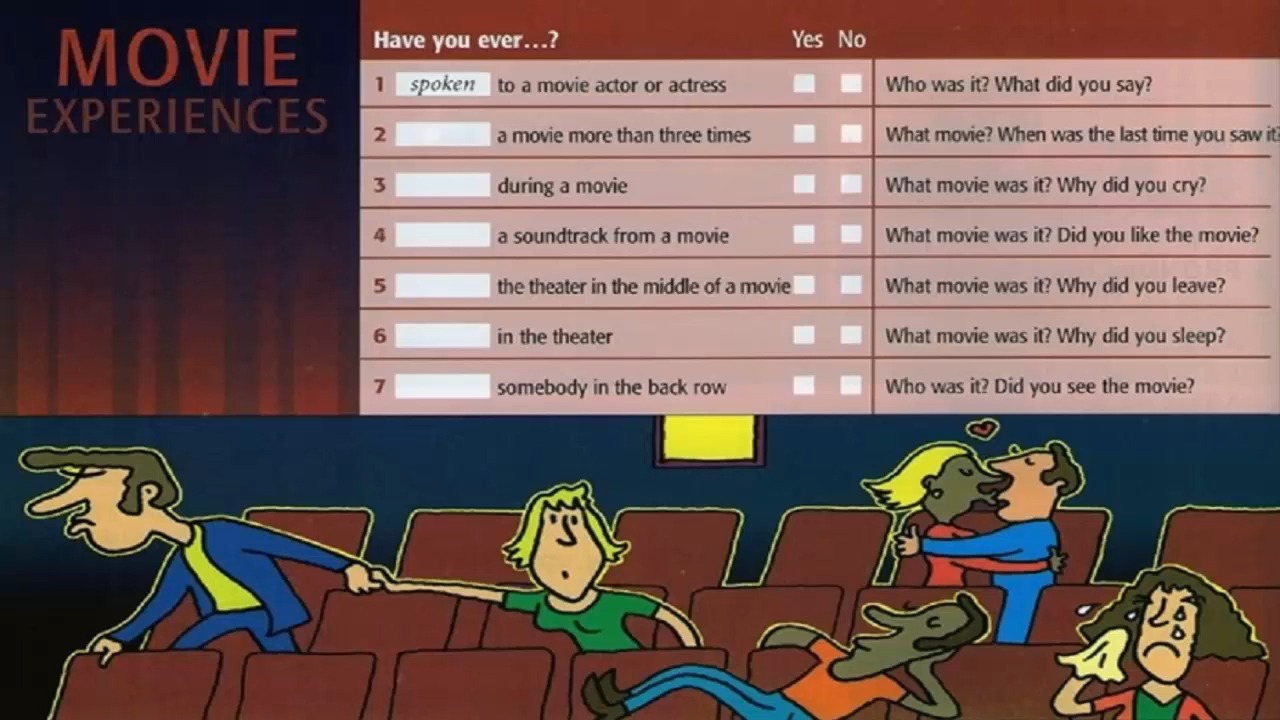 MOVIE
EXPERIENCES
Have you ever...? Yes No
1 spoken to a movie actor or actress Who was it? What did you say?
2 a movie more than three times What movie? When was the last time you saw it?
3 during a movie What movie was it? Why did you cry?
4 a soundtrack from a movie What movie was it? Did you like the movie?
5 the theater in the middle of a movie What movie was it? Why did you leave?
6 in the theater What movie was it? Why did you sleep?
7 somebody in the back row Who was it? Did you see the movie?